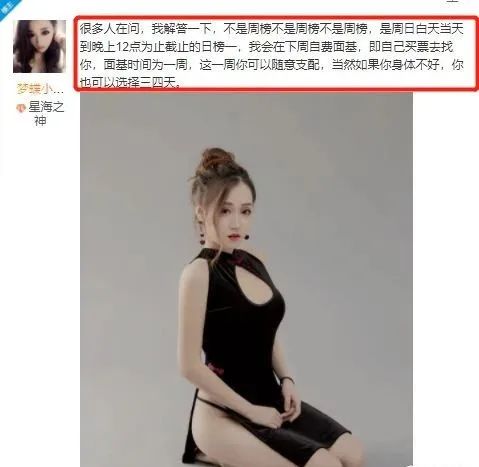 楼主
很多人在问，我解答一下，不是周榜不是周榜不是周榜，是周日白天当天
到晚上12点为止截止的日榜一，我会在下周自费面基，即自己买票去找
你，面基时间为一周，这一周你可以随意支配，当然如果你身体不好，你
也可以选择三四天。
梦蝶小...
星海之
神